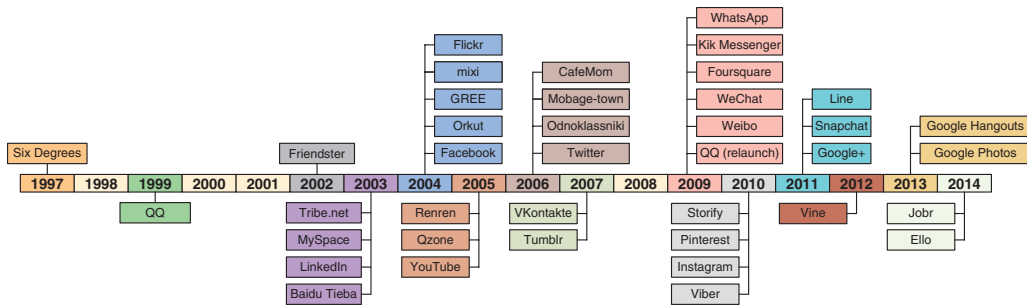 WhatsApp
Flickr
Kik Messenger
mixi
CafeMom
Foursquare
GREE
Mobage-town
WeChat
Line
Orkut
Odnoklassniki
Weibo
Snapchat
Google Hangouts
Six Degrees
Friendster
Facebook
Twitter
QQ (relaunch)
Google+
Google Photos
1997 1998 1999 2000 2001 2002 2003 2004 2005 2006 2007 2008 2009 2010 2011 2012 2013 2014
QQ
Tribe.net
Renren
VKontakte
Storify
Vine
Jobr
MySpace
Qzone
Tumblr
Pinterest
Ello
LinkedIn
YouTube
Instagram
Baidu Tieba
Viber